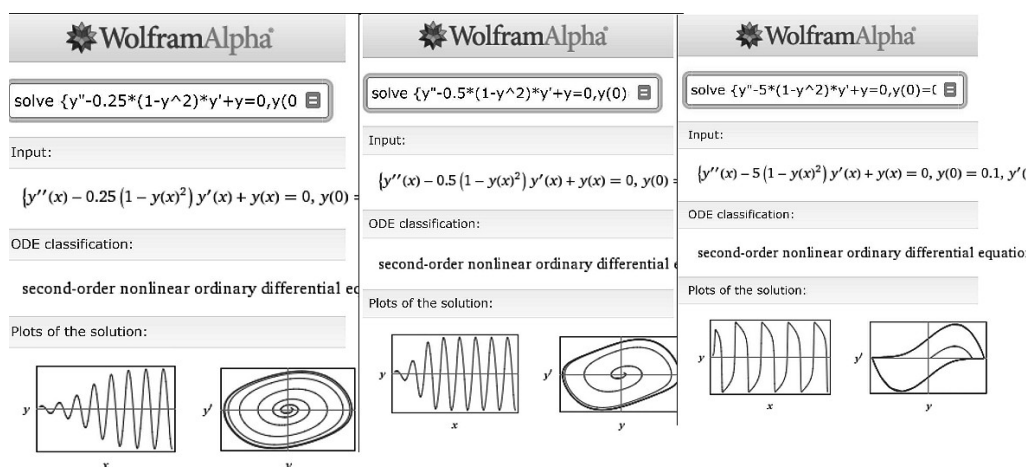 WolframAlpha
solve {y"-0.25*(1-y^2)*y'+y=0,y(0
Input:
{y′′(x) − 0.25 (1 − y(x)²) y′(x) + y(x) = 0, y(0) =
ODE classification:
second-order nonlinear ordinary differential eq
Plots of the solution:
y
x
y′
y
WolframAlpha
solve {y"-0.5*(1-y^2)*y'+y=0,y(0)
Input:
{y′′(x) − 0.5 (1 − y(x)²) y′(x) + y(x) = 0, y(0) =
ODE classification:
second-order nonlinear ordinary differential e
Plots of the solution:
y
x
y′
y
WolframAlpha
solve {y"-5*(1-y^2)*y'+y=0,y(0)=(
Input:
{y′′(x) − 5 (1 − y(x)²) y′(x) + y(x) = 0, y(0) = 0.1, y′(
ODE classification:
second-order nonlinear ordinary differential equatio
Plots of the solution:
y
x
y′
y